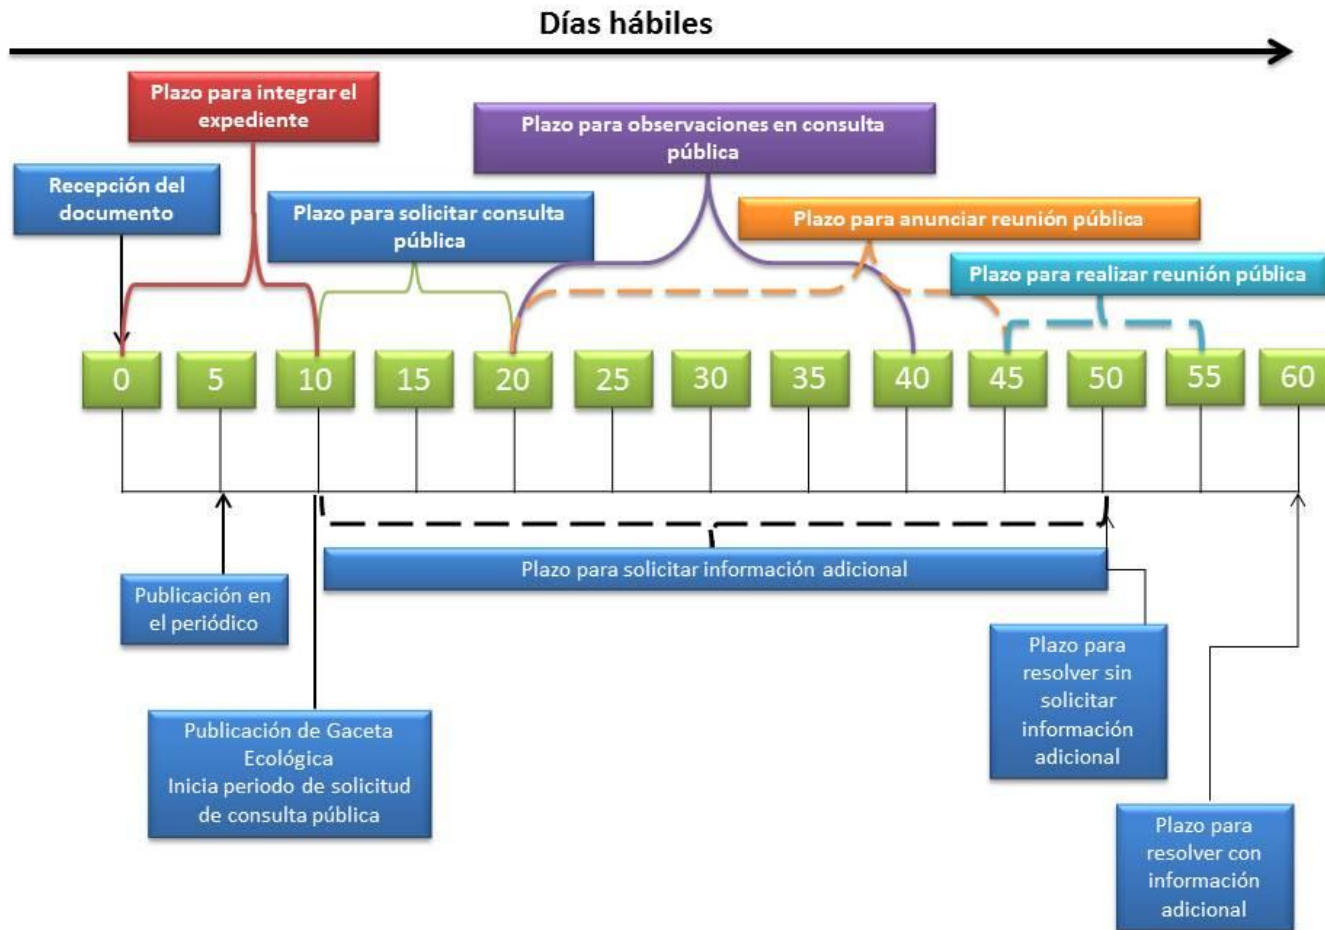 Días hábiles
Plazo para integrar el
expediente
Plazo para observaciones en consulta
pública
Recepción del
documento
Plazo para solicitar consulta
pública
Plazo para anunciar reunión pública
Plazo para realizar reunión pública
0 5 10 15 20 25 30 35 40 45 50 55 60
Plazo para solicitar información adicional
Publicación en
el periódico
Publicación de Gaceta
Ecológica
Inicia periodo de solicitud
de consulta pública
Plazo para
resolver sin
solicitar
información
adicional
Plazo para
resolver con
información
adicional